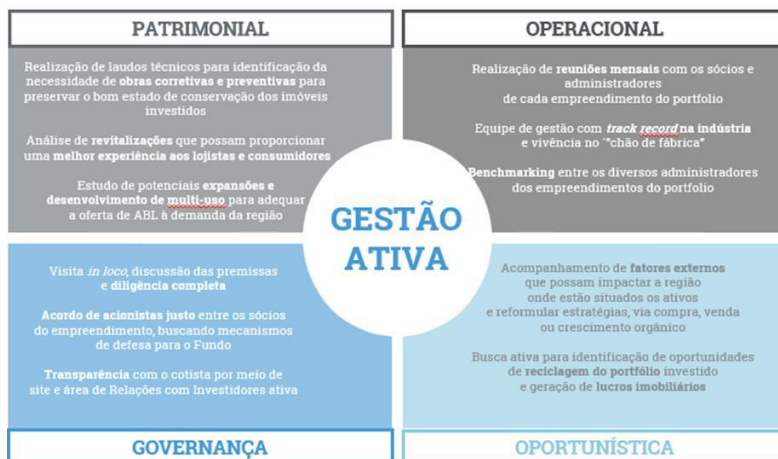 PATRIMONIAL
Realização de laudos técnicos para identificação da
necessidade de obras corretivas e preventivas para
preservar o bom estado de conservação dos imóveis
investidos
Análise de revitalizações que possam proporcionar
uma melhor experiência aos lojistas e consumidores
Estudo de potenciais expansões e
desenvolvimento de multi-uso para adequar
a oferta de ABL à demanda da região
OPERACIONAL
Realização de reuniões mensais com os sócios e
administradores
de cada empreendimento do portfolio
Equipe de gestão com track record na indústria
e vivência no ¨"chão de fábrica"
Benchmarking entre os diversos administradores
dos empreendimentos do portfolio
GESTÃO
ATIVA
Visita in loco, discussão das premissas
e diligência completa
Acordo de acionistas justo entre os sócios
do empreendimento, buscando mecanismos
de defesa para o Fundo
Transparência com o cotista por meio de
site e área de Relações com Investidores ativa
GOVERNANÇA
Acompanhamento de fatores externos
que possam impactar a região
onde estão situados os ativos
e reformular estratégias, via compra, venda
ou crescimento orgânico
Busca ativa para identificação de oportunidades
de reciclagem do portfólio investido
e geração de lucros imobiliários
OPORTUNÍSTICA